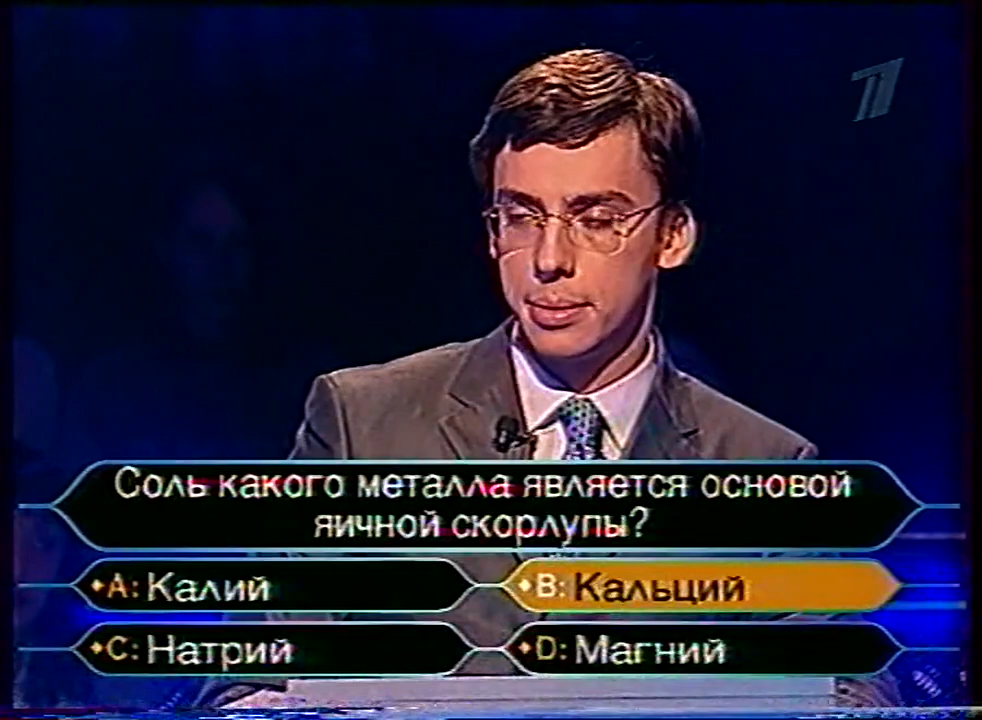 Соль какого металла является основой
яичной скорлупы?
A: Калий
B: Кальций
C: Натрий
D: Магний